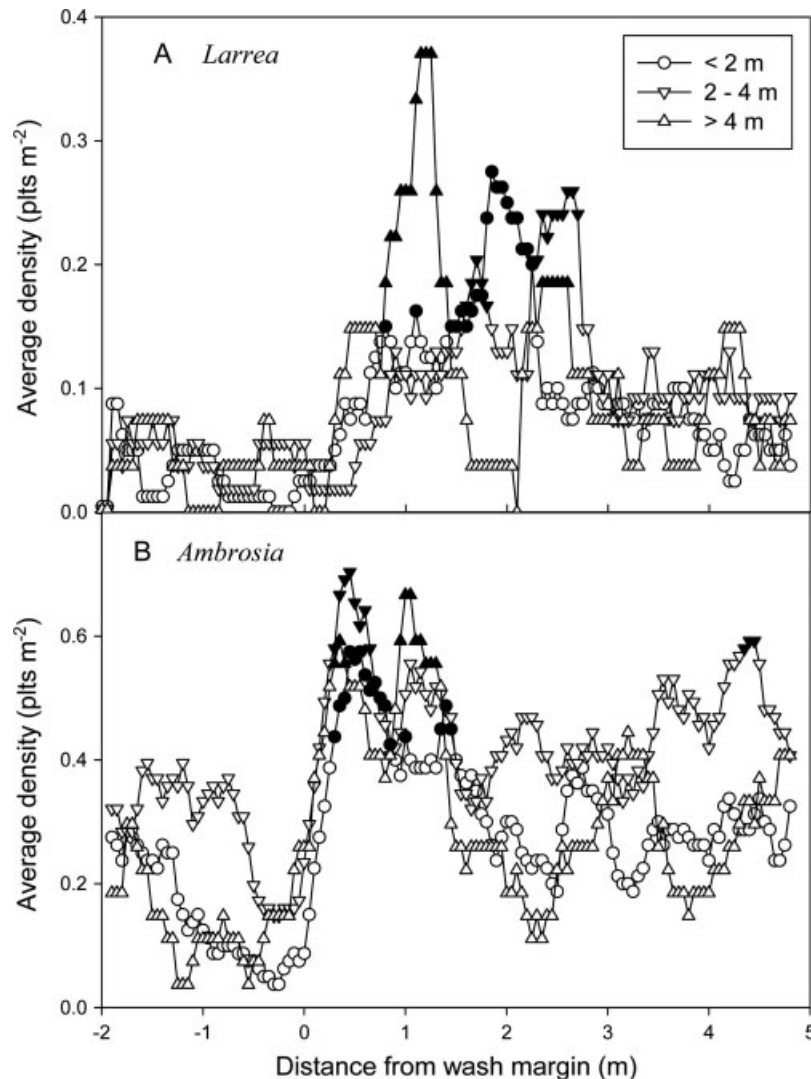 A Larrea
< 2 m
2 - 4 m
> 4 m
Average density (plts m⁻²)
0.4
0.3
0.2
0.1
0.0
B Ambrosia
Average density (plts m⁻²)
0.6
0.4
0.2
0.0
-2 -1 0 1 2 3 4 5
Distance from wash margin (m)